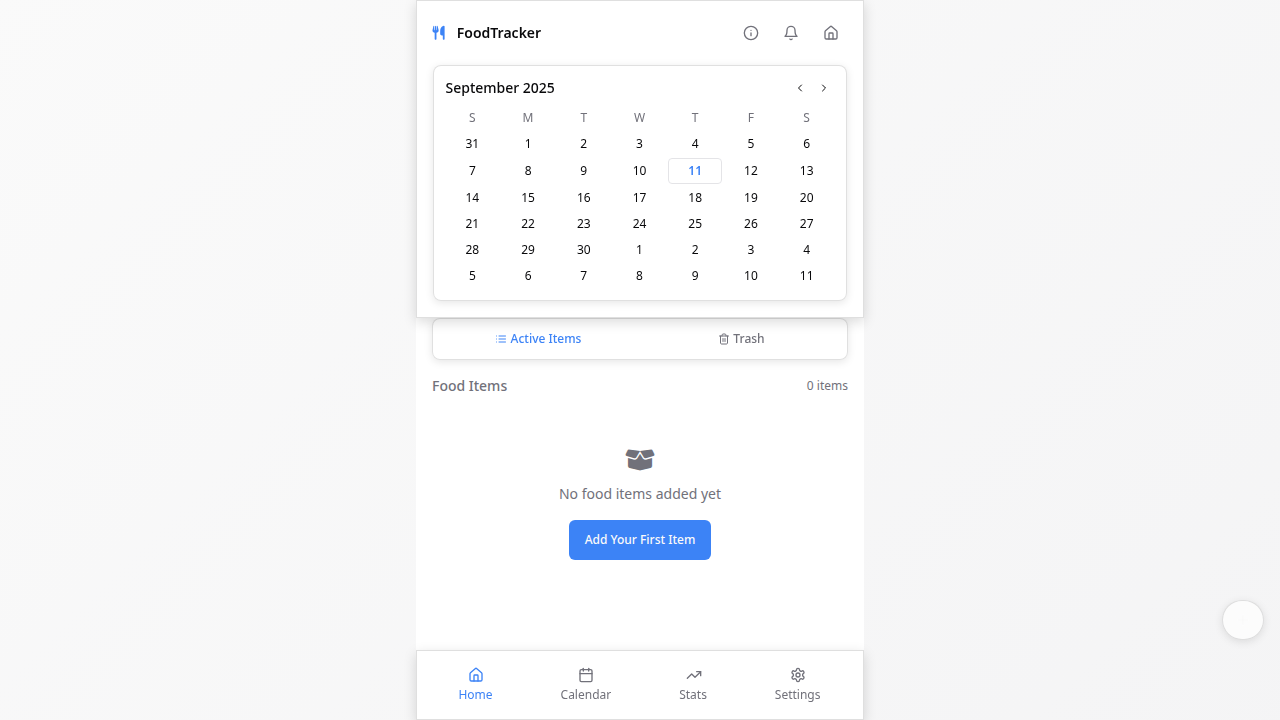 FoodTracker
September 2025
S M T W T F S
31 1 2 3 4 5 6
7 8 9 10 11 12 13
14 15 16 17 18 19 20
21 22 23 24 25 26 27
28 29 30 1 2 3 4
5 6 7 8 9 10 11
Active Items Trash
Food Items 0 items
No food items added yet
Add Your First Item
Home Calendar Stats Settings